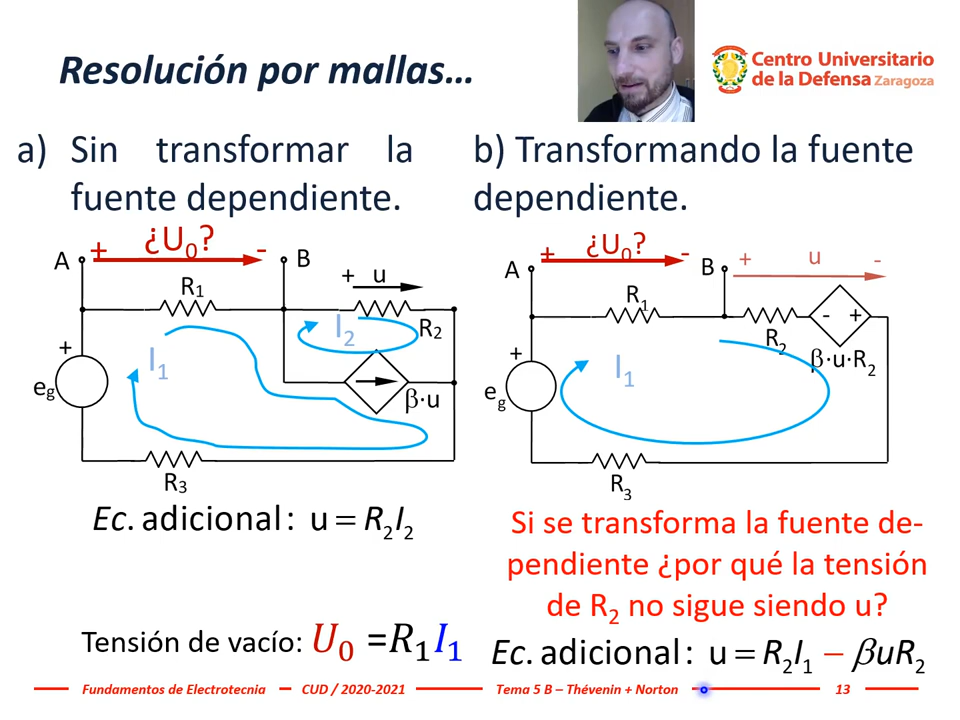 Resolución por mallas...
Centro Universitario
de la Defensa Zaragoza
a) Sin transformar la
fuente dependiente.
b) Transformando la fuente
dependiente.
A + ¿U0? - B
+ u
R1
R2
I2
I1
+
eg
β·u
R3
A + ¿U0? - B + u -
R1
R2
- +
β·u·R2
I1
+
eg
R3
Ec. adicional: u = R2I2
Si se transforma la fuente de-
pendiente ¿por qué la tensión
de R2 no sigue siendo u?
Tensión de vacío: U0 =R1I1
Ec. adicional: u = R2I1 − βuR2
Fundamentos de Electrotecnia CUD / 2020-2021 Tema 5 B – Thévenin + Norton 13